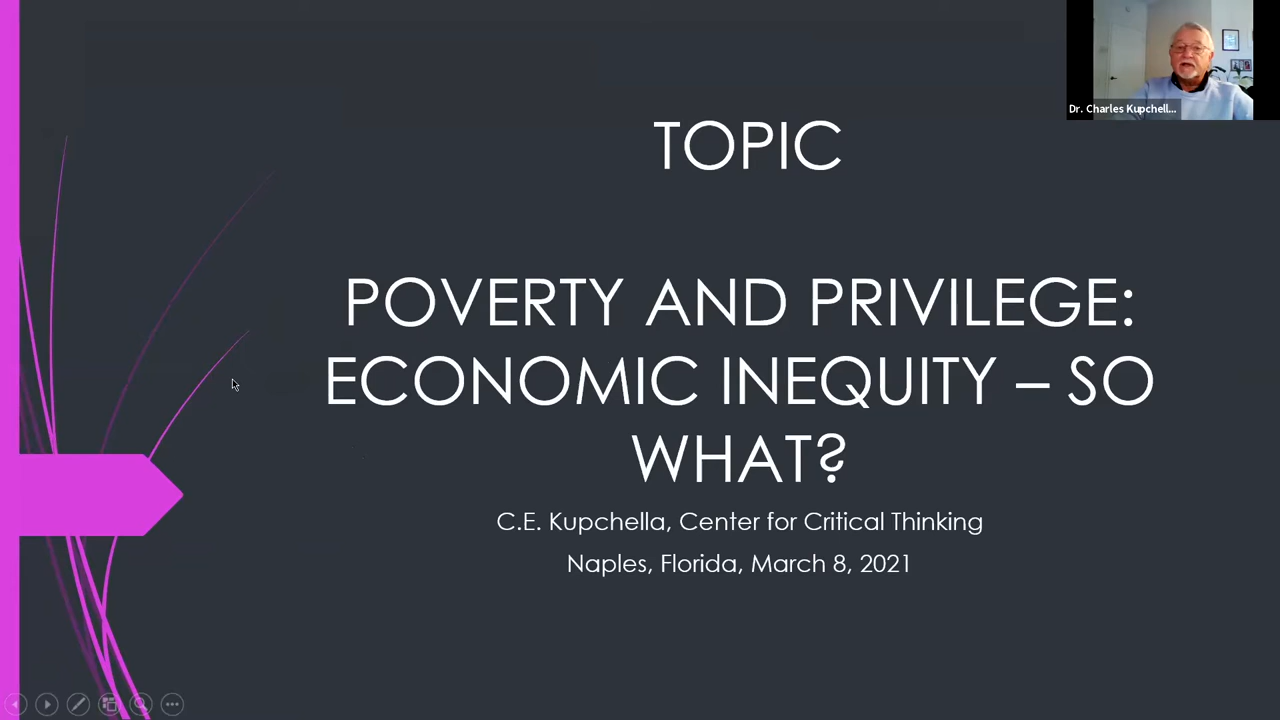 Dr. Charles Kupchell...
TOPIC
POVERTY AND PRIVILEGE:
ECONOMIC INEQUITY – SO
WHAT?
C.E. Kupchella, Center for Critical Thinking
Naples, Florida, March 8, 2021